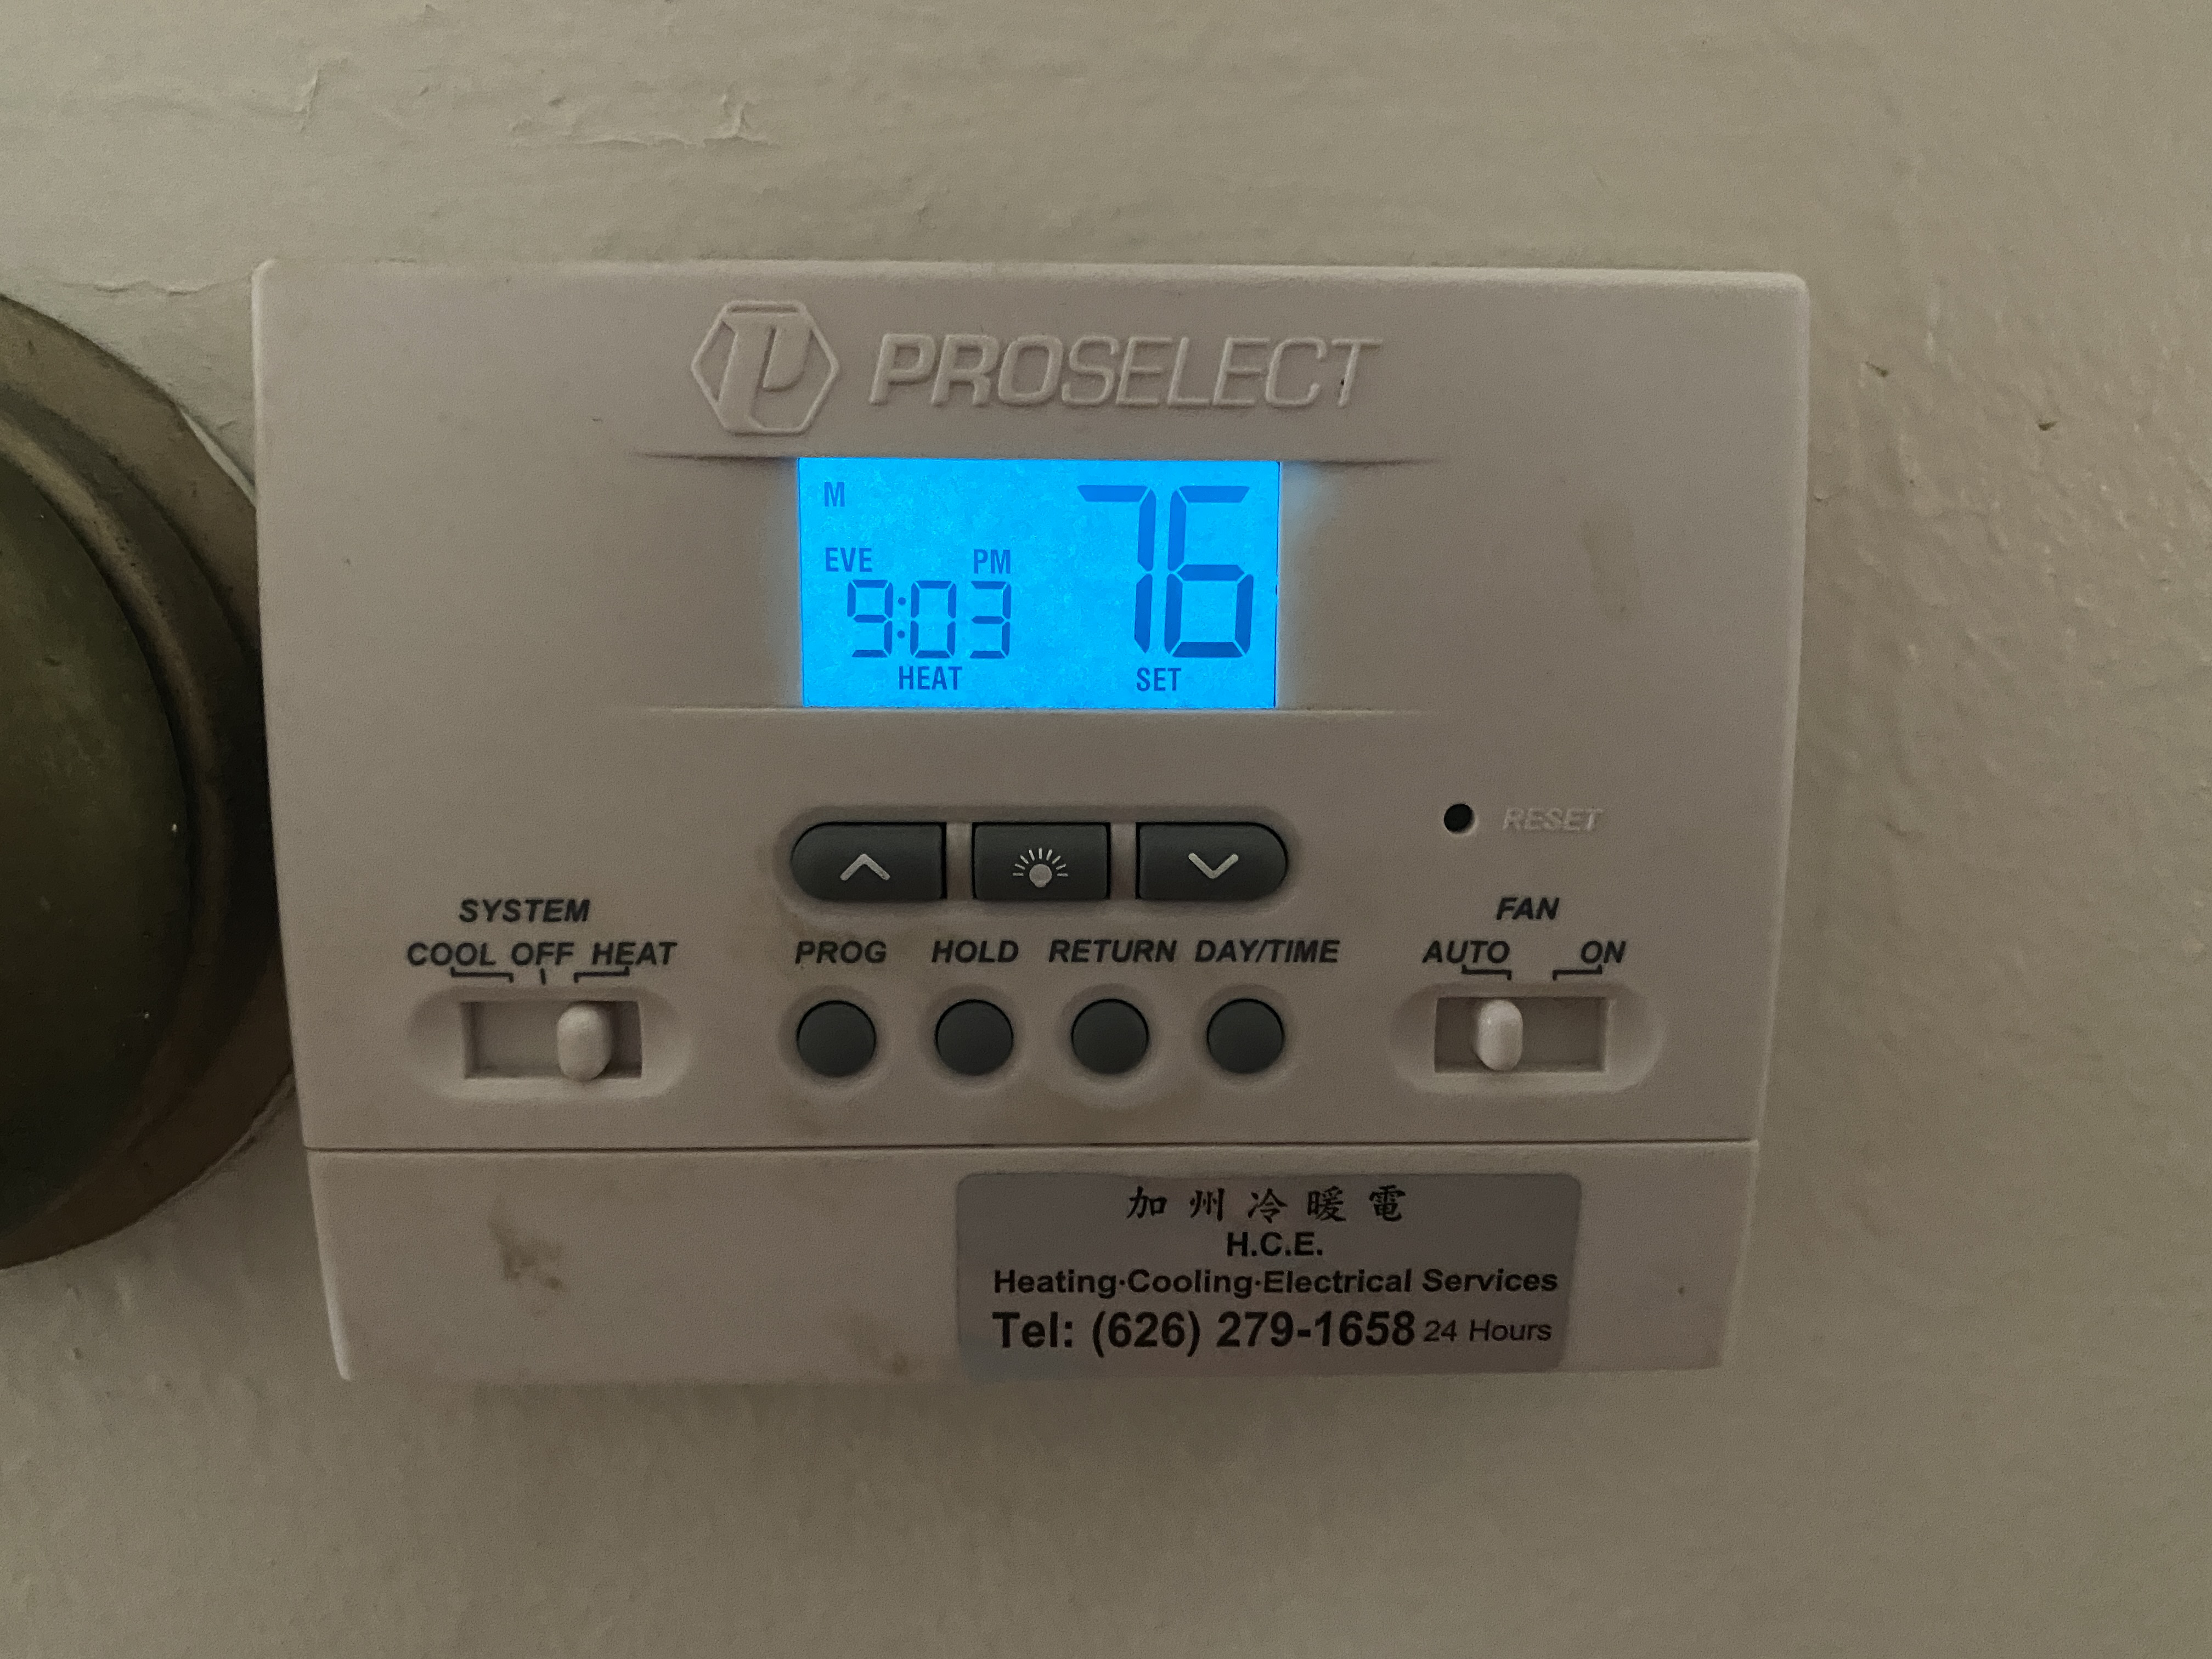 PROSELECT
M
76
EVE PM
9:03
HEAT SET
RESET
SYSTEM
COOL OFF HEAT
PROG HOLD RETURN DAY/TIME
FAN
AUTO ON
加州冷暖電
H.C.E.
Heating·Cooling·Electrical Services
Tel: (626) 279-1658 24 Hours